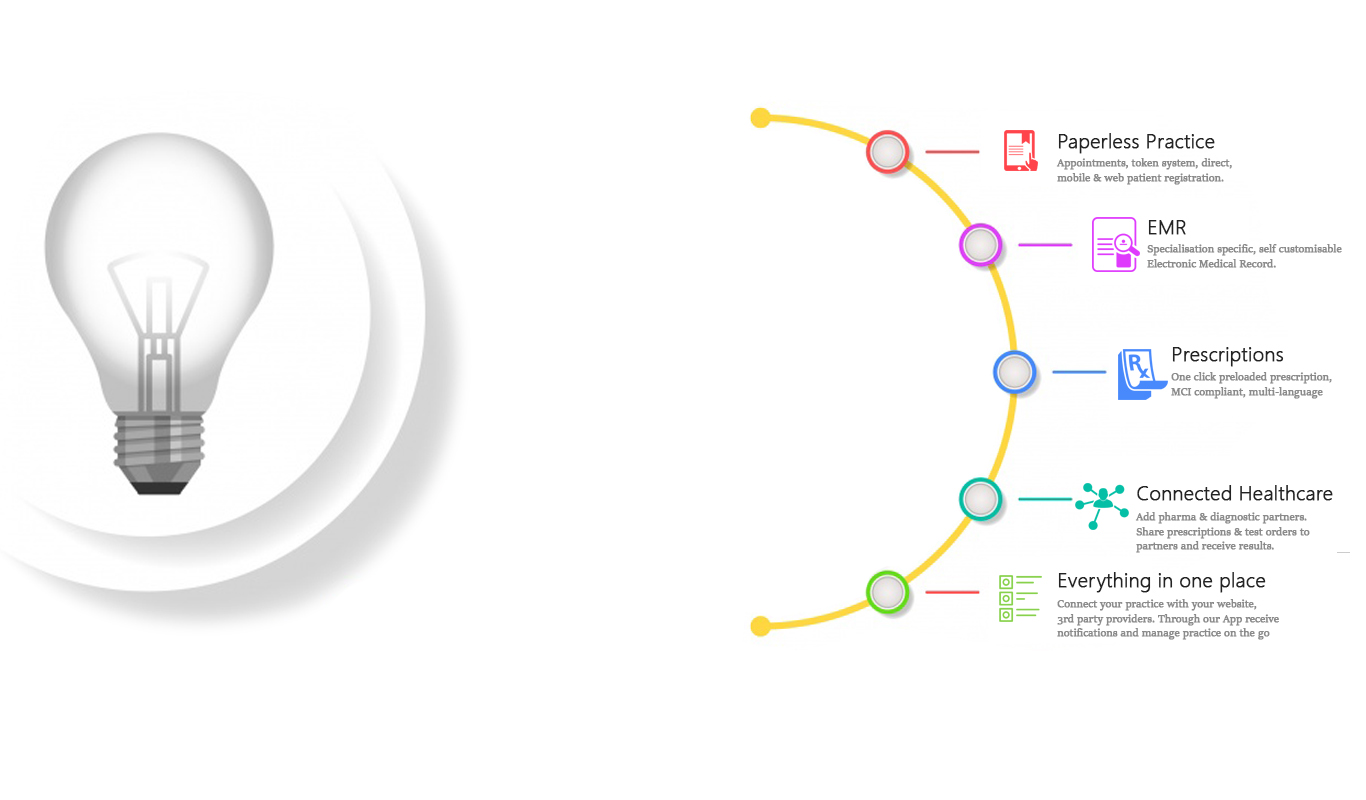 Paperless Practice
Appointments, token system, direct,
mobile & web patient registration.
EMR
Specialisation specific, self customisable
Electronic Medical Record.
Rx
Prescriptions
One click preloaded prescription,
MCI compliant, multi-language
Connected Healthcare
Add pharma & diagnostic partners.
Share prescriptions & test orders to
partners and receive results.
Everything in one place
Connect your practice with your website,
3rd party providers. Through our App receive
notifications and manage practice on the go